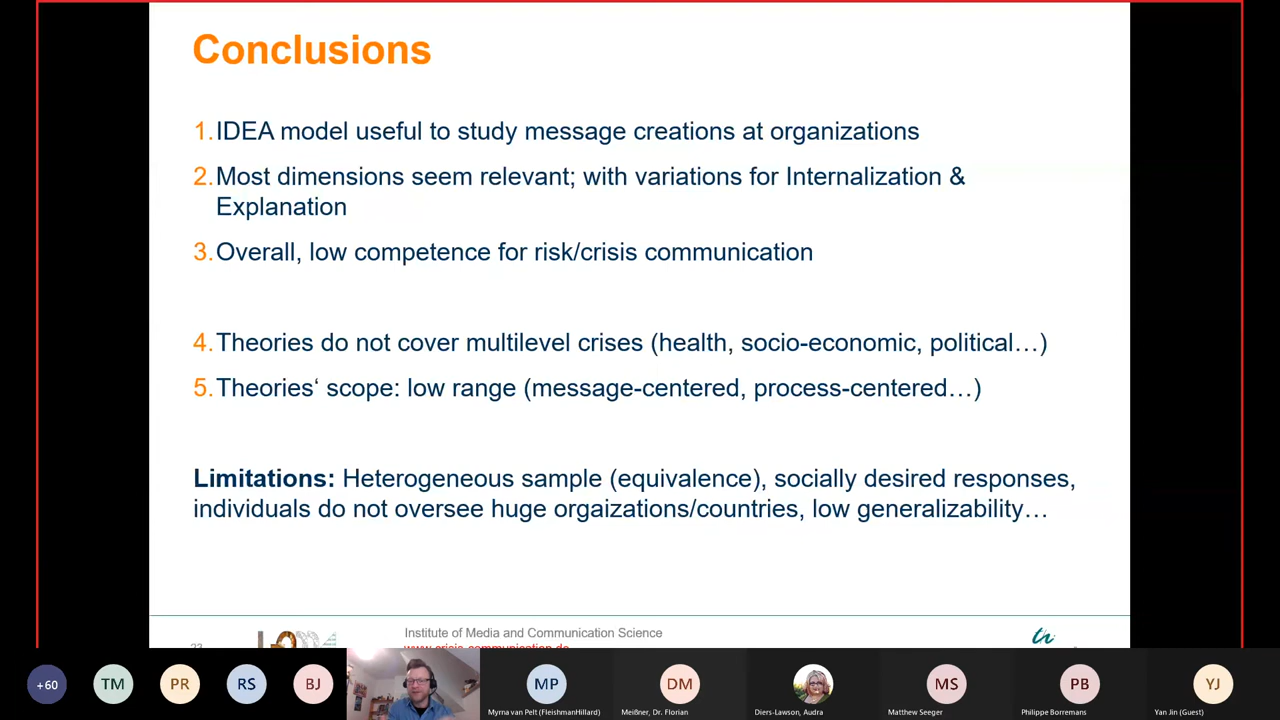 Conclusions
1. IDEA model useful to study message creations at organizations
2. Most dimensions seem relevant; with variations for Internalization &
Explanation
3. Overall, low competence for risk/crisis communication
4. Theories do not cover multilevel crises (health, socio-economic, political…)
5. Theories‘ scope: low range (message-centered, process-centered…)
Limitations: Heterogeneous sample (equivalence), socially desired responses,
individuals do not oversee huge orgaizations/countries, low generalizability…
Institute of Media and Communication Science
www.crisis-communication.de
+60
TM
PR
RS
BJ
MP
DM
MS
PB
YJ
Myrna van Pelt (FleishmanHillard)
Meißner, Dr. Florian
Diers-Lawson, Audra
Matthew Seeger
Philippe Borremans
Yan Jin (Guest)